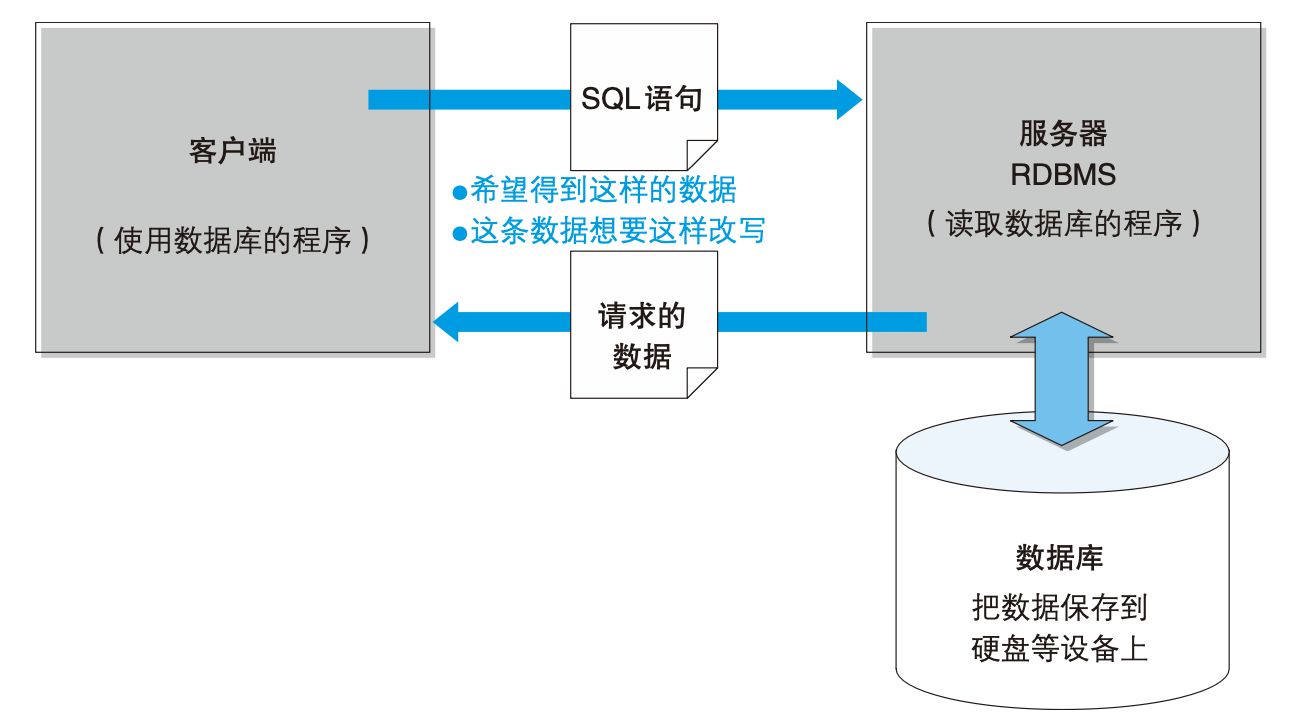 客户端
（使用数据库的程序）
SQL语句
●希望得到这样的数据
●这条数据想要这样改写
请求的
数据
服务器
RDBMS
（读取数据库的程序）
数据库
把数据保存到
硬盘等设备上